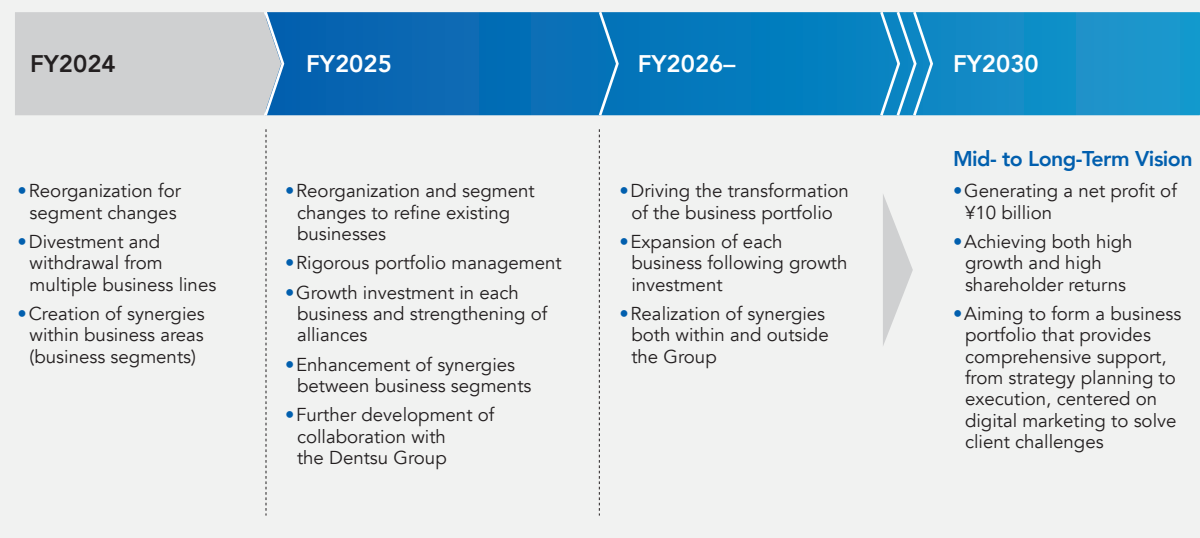 FY2024
FY2025
FY2026–
FY2030
•Reorganization for
segment changes
•Divestment and
withdrawal from
multiple business lines
•Creation of synergies
within business areas
(business segments)
•Reorganization and segment
changes to refine existing
businesses
•Rigorous portfolio management
•Growth investment in each
business and strengthening of
alliances
•Enhancement of synergies
between business segments
•Further development of
collaboration with
the Dentsu Group
•Driving the transformation
of the business portfolio
•Expansion of each
business following growth
investment
•Realization of synergies
both within and outside
the Group
Mid- to Long-Term Vision
•Generating a net profit of
¥10 billion
•Achieving both high
growth and high
shareholder returns
•Aiming to form a business
portfolio that provides
comprehensive support,
from strategy planning to
execution, centered on
digital marketing to solve
client challenges